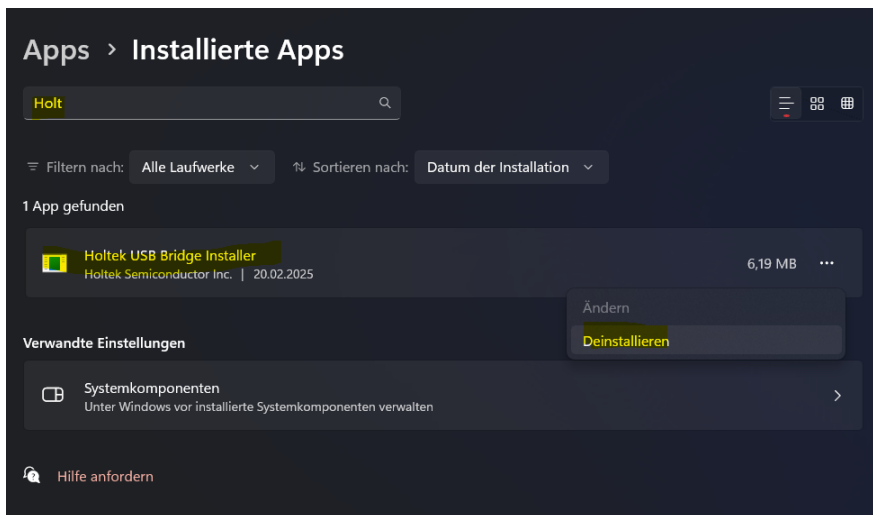 Apps > Installierte Apps
Holt
Filtern nach: Alle Laufwerke Sortieren nach: Datum der Installation
1 App gefunden
Holtek USB Bridge Installer
Holtek Semiconductor Inc. | 20.02.2025
6,19 MB ...
Ändern
Deinstallieren
Verwandte Einstellungen
Systemkomponenten
Unter Windows vor installierte Systemkomponenten verwalten
Hilfe anfordern